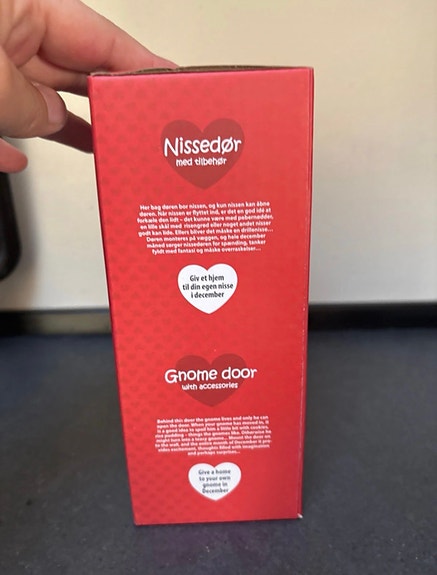 Nissedør
med tilbehør
Her bag døren bor nissen, og kun nissen kan åbne
døren. Når nissen er flyttet ind, er det en god idé at
forkæle den lidt - det kunne være med pebernødder,
en lille skål med risengrød eller noget andet nisser
godt kan lide. Ellers bliver det måske en drillenisse...
Døren monteres på væggen, og hele december
måned sørger nissedøren for spænding, tanker
fyldt med fantasi og måske overraskelser...
Giv et hjem
til din egen nisse
i december
Gnome door
with accessories
Behind this door the gnome lives and only he can
open the door. When your gnome has moved in, it
is a good idea to spoil him a little bit with cookies,
rice pudding - things the gnomes like. Otherwise he
might turn into a teasy gnome... Mount the door on
to the wall, and the entire month of December it pro-
vides excitement, thoughts filled with imagination
and perhaps surprises...
Give a home
to your own
gnome in
December